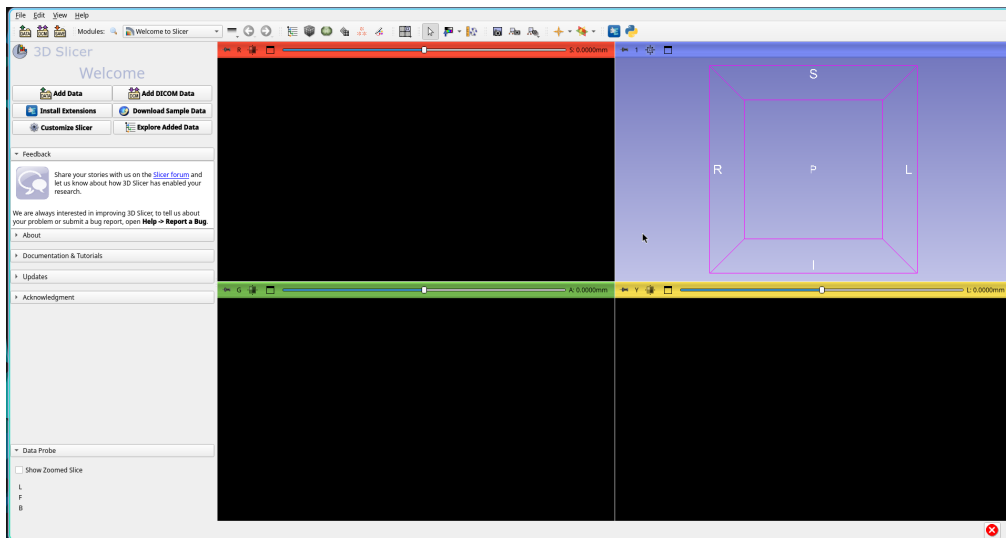 File Edit View Help
DATA DCM SAVE Modules: Welcome to Slicer
3D Slicer
Welcome
Add Data Add DICOM Data
Install Extensions Download Sample Data
Customize Slicer Explore Added Data
Feedback
Share your stories with us on the Slicer forum and
let us know about how 3D Slicer has enabled your
research.
We are always interested in improving 3D Slicer, to tell us about
your problem or submit a bug report, open Help -> Report a Bug.
About
Documentation & Tutorials
Updates
Acknowledgment
Data Probe
Show Zoomed Slice
L
F
B
R S: 0.0000mm
1
S
R P L
I
G A: 0.0000mm
Y L: 0.0000mm